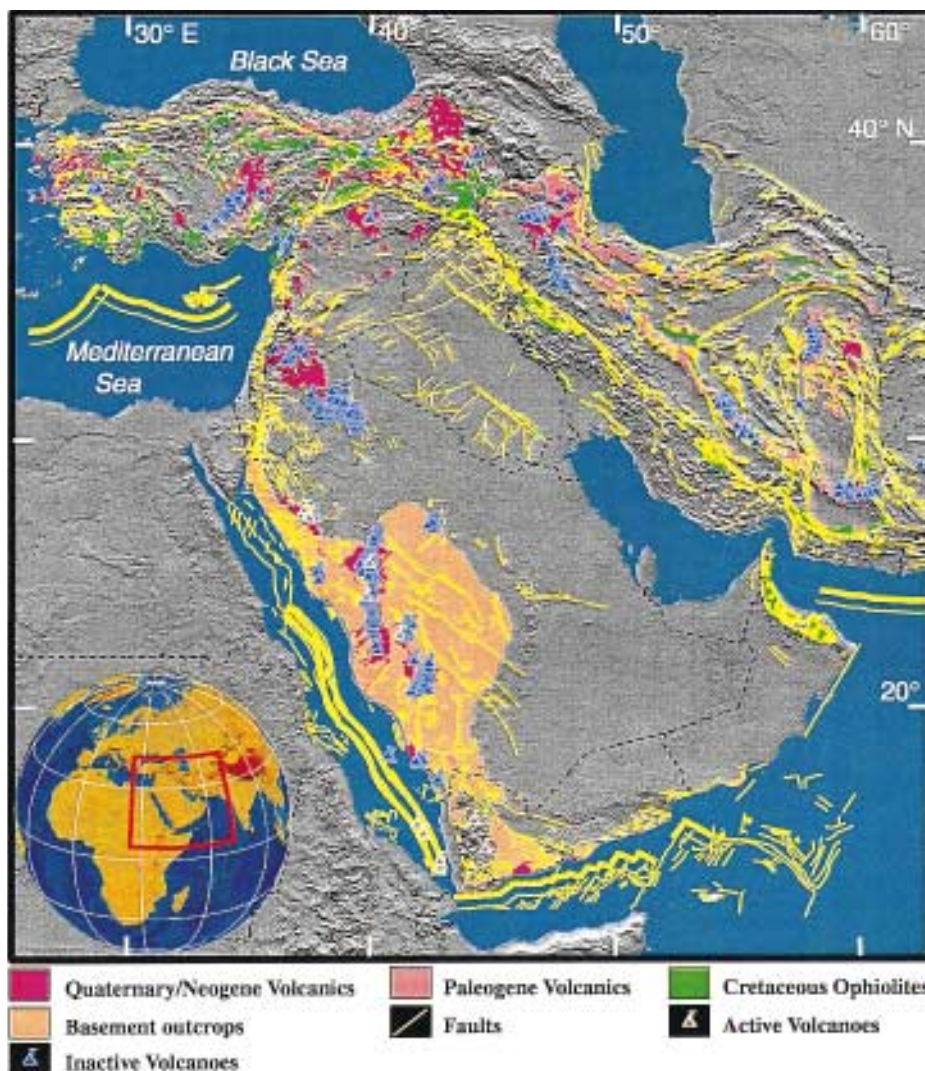 30° E
40°
50°
60°
Black Sea
40° N
Mediterranean
Sea
20°
Quaternary/Neogene Volcanics
Paleogene Volcanics
Cretaceous Ophiolites
Basement outcrops
Faults
Active Volcanoes
Inactive Volcanoes